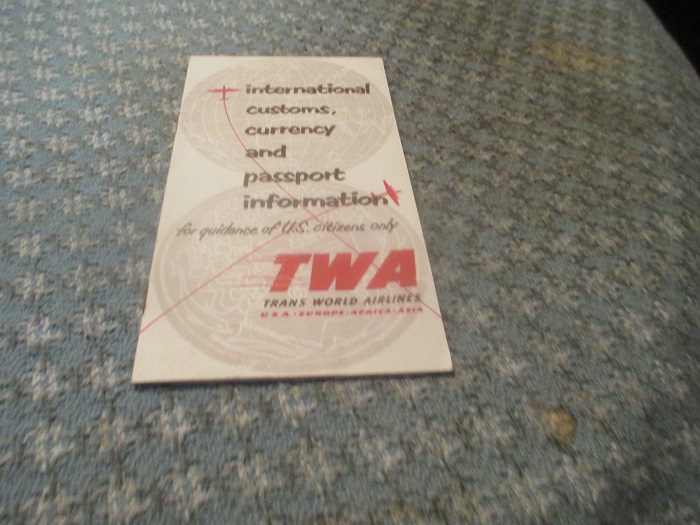 international
customs,
currency
and
passport
information
for guidance of U.S. citizens only
TWA
TRANS WORLD AIRLINES
U.S.A.·EUROPE·AFRICA·ASIA